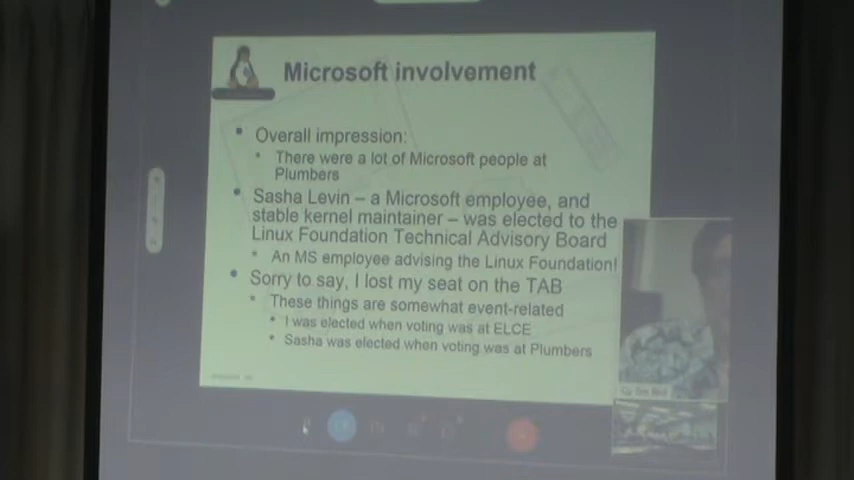 Microsoft involvement
Overall impression:
There were a lot of Microsoft people at
Plumbers
Sasha Levin – a Microsoft employee, and
stable kernel maintainer – was elected to the
Linux Foundation Technical Advisory Board
An MS employee advising the Linux Foundation!
Sorry to say, I lost my seat on the TAB
These things are somewhat event-related
I was elected when voting was at ELCE
Sasha was elected when voting was at Plumbers